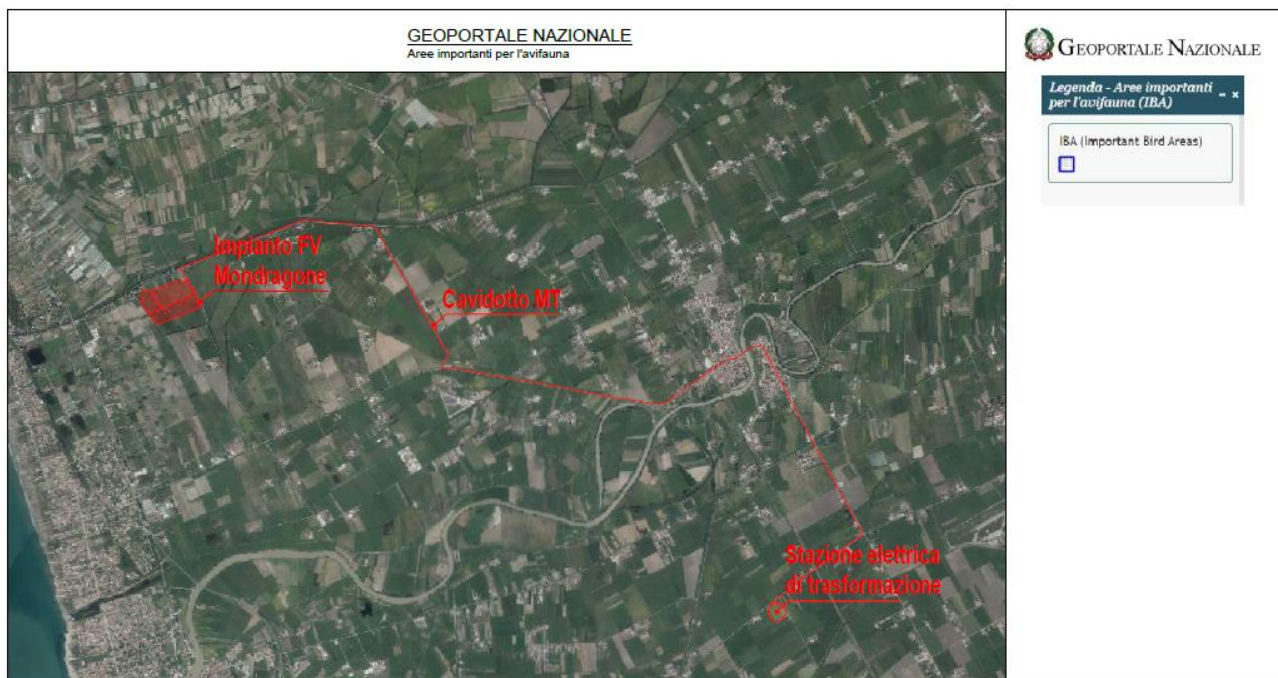 GEOPORTALE NAZIONALE
Aree importanti per l'avifauna
GEOPORTALE NAZIONALE
Legenda - Aree importanti
per l'avifauna (IBA)
- ×
IBA (Important Bird Areas)
Impianto FV
Mondragone
Cavidotto MT
Stazione elettrica
di trasformazione